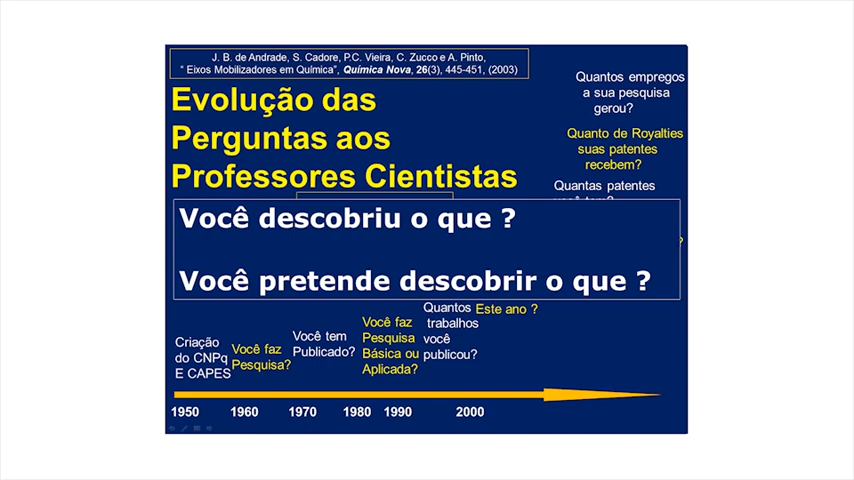 J. B. de Andrade, S. Cadore, P.C. Vieira, C. Zucco e A. Pinto,
“ Eixos Mobilizadores em Química”, Química Nova, 26(3), 445-451, (2003)
Evolução das
Perguntas aos
Professores Cientistas
Quantos empregos
a sua pesquisa
gerou?
Quanto de Royalties
suas patentes
recebem?
Quantas patentes
Você descobriu o que ?
Você pretende descobrir o que ?
Criação
do CNPq
E CAPES
Você faz
Pesquisa?
Você tem
Publicado?
Você faz
Pesquisa
Básica ou
Aplicada?
Quantos
trabalhos
você
publicou?
Este ano ?
1950 1960 1970 1980 1990 2000